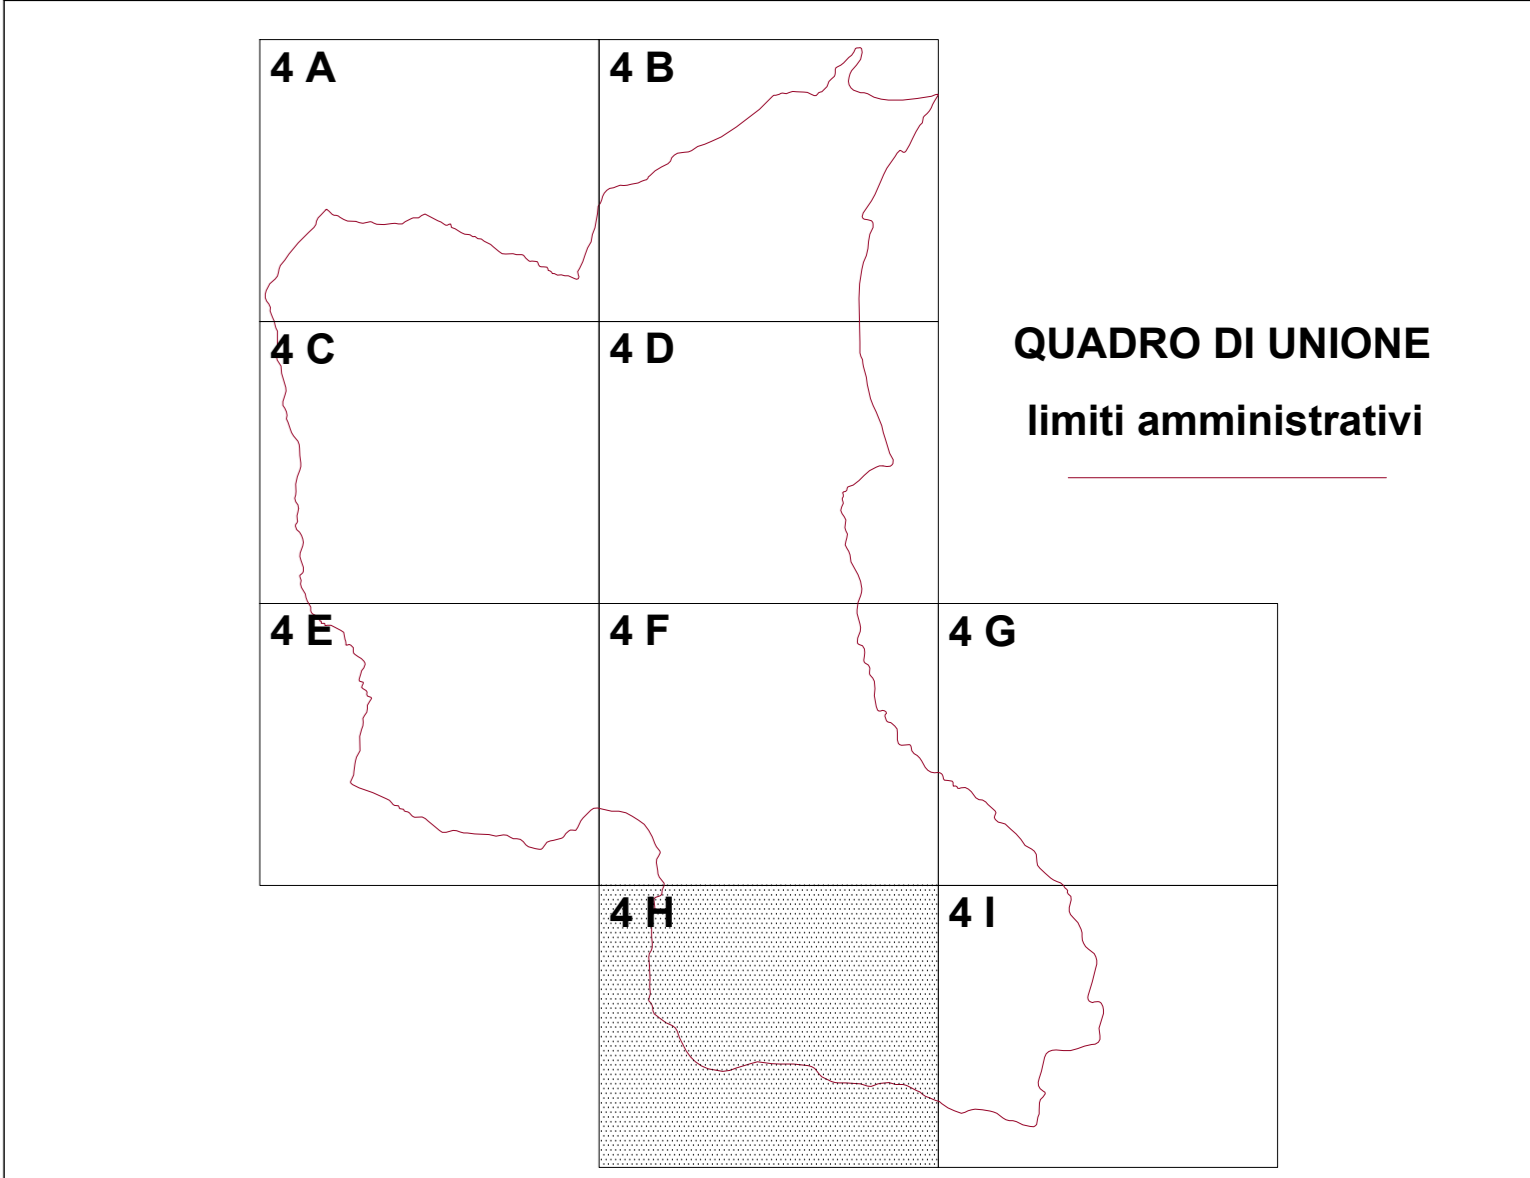 4 A
4 B
4 C
4 D
QUADRO DI UNIONE
limiti amministrativi
4 E
4 F
4 G
4 H
4 I